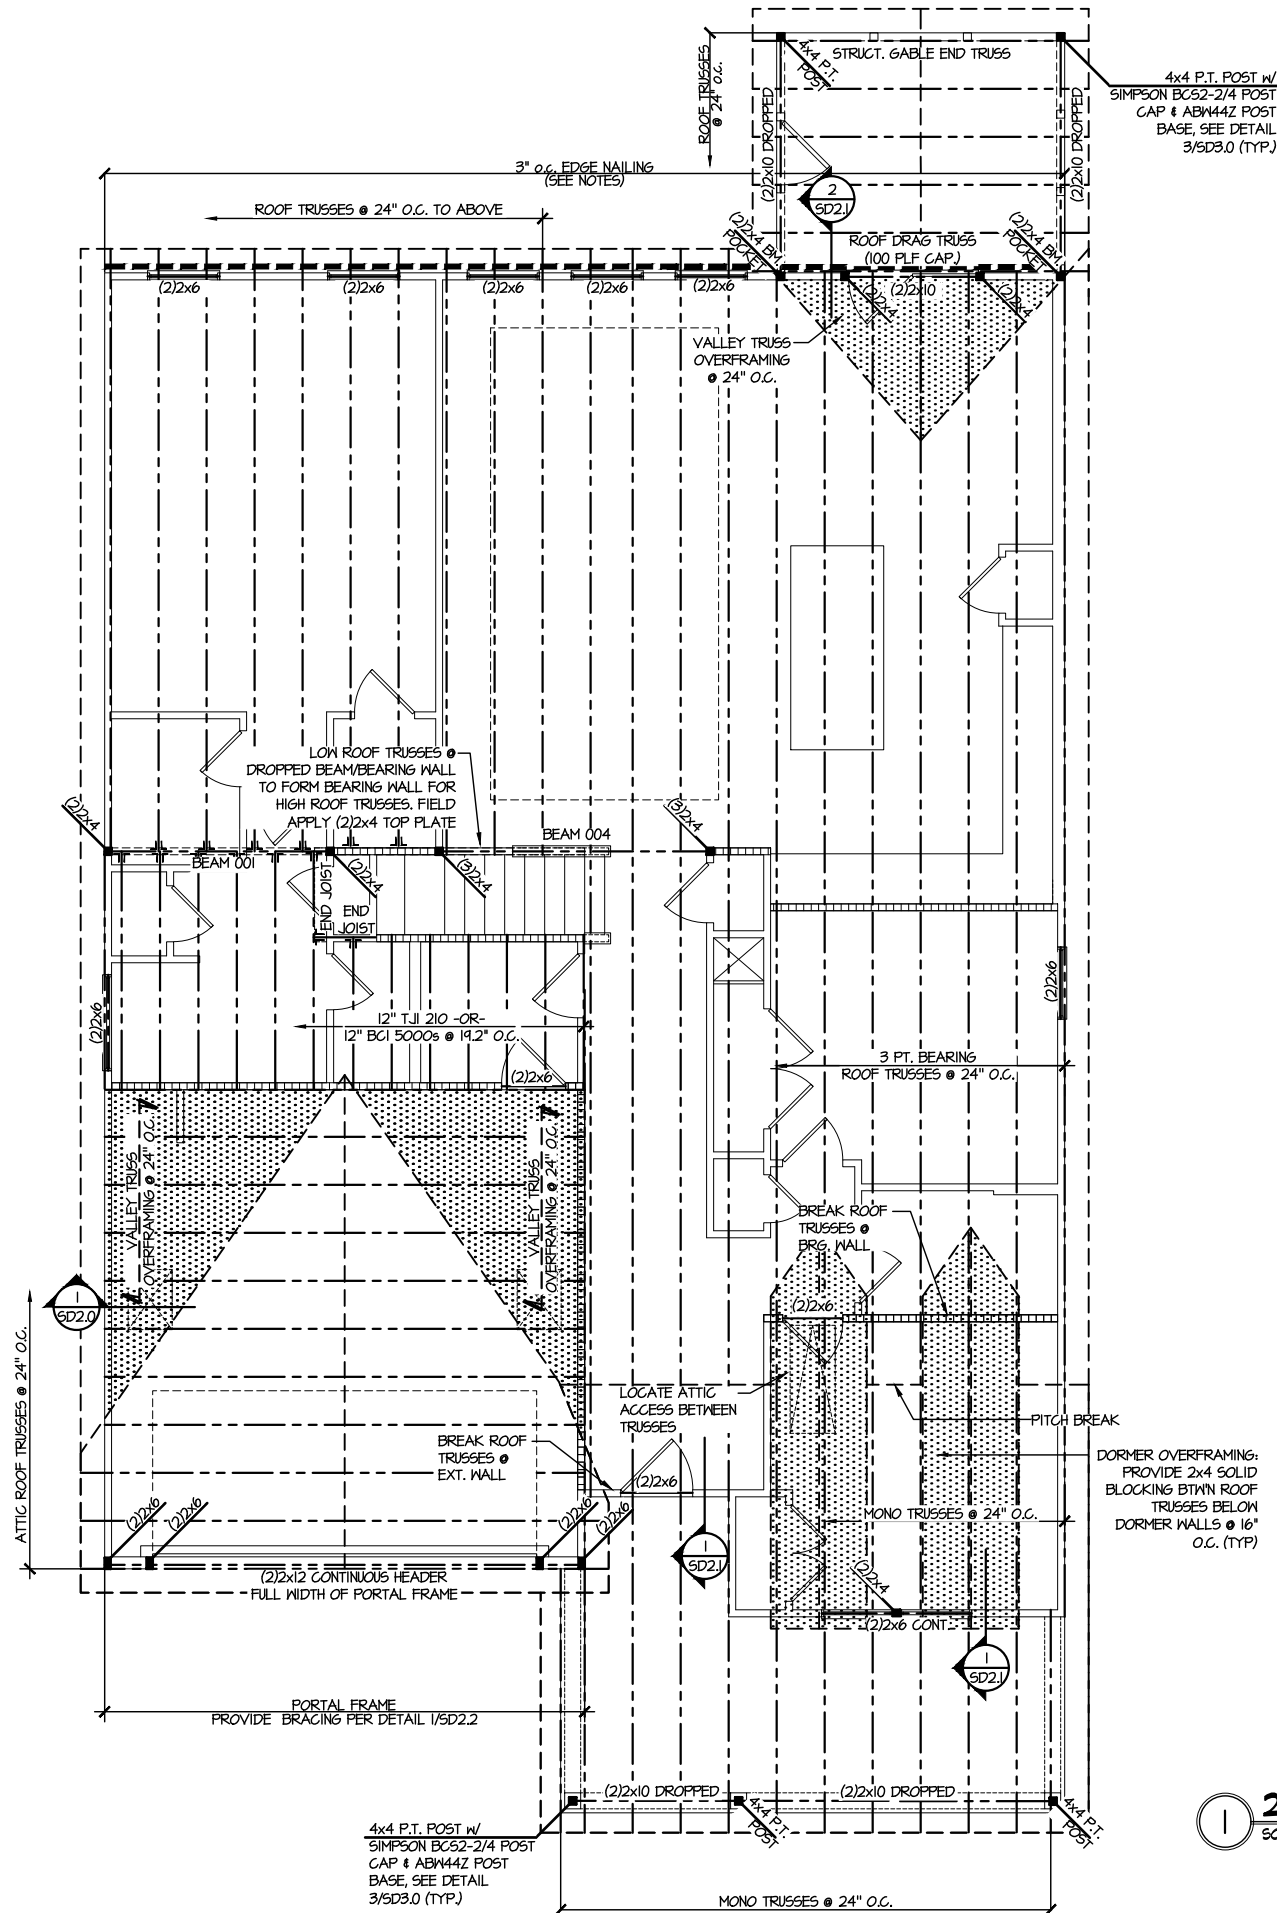 ROOF TRUSSES
@ 24" O.C.
4x4 P.T.
POST
STRUCT. GABLE END TRUSS
(2)2x10 DROPPED
(2)2x10 DROPPED
4x4 P.T. POST w/
SIMPSON BCS2-2/4 POST
CAP & ABW44Z POST
BASE, SEE DETAIL
3/SD3.0 (TYP.)
3" o.c. EDGE NAILING
(SEE NOTES)
ROOF TRUSSES @ 24" O.C. TO ABOVE
2
SD2.1
(2)2x4 BM.
POCKET
(2)2x4 BM.
POCKET
ROOF DRAG TRUSS
(100 PLF CAP.)
(2)2x6
(2)2x6
(2)2x6
(2)2x6
(2)2x6
(2)2x4
(2)2x10
(2)2x4
VALLEY TRUSS
OVERFRAMING
@ 24" O.C.
LOW ROOF TRUSSES @
DROPPED BEAM/BEARING WALL
TO FORM BEARING WALL FOR
HIGH ROOF TRUSSES. FIELD
APPLY (2)2x4 TOP PLATE
(2)2x4
(3)2x4
BEAM 004
BEAM 001
(2)2x4
(3)2x4
END JOIST
END
JOIST
(2)2x6
(2)2x6
12" TJI 210 -OR-
12" BCI 5000s @ 19.2" O.C.
(2)2x6
3 PT. BEARING
ROOF TRUSSES @ 24" O.C.
VALLEY TRUSS
OVERFRAMING @ 24" O.C.
VALLEY TRUSS
OVERFRAMING @ 24" O.C.
BREAK ROOF
TRUSSES @
BRG. WALL
1
SD2.0
(2)2x6
ATTIC ROOF TRUSSES @ 24" O.C.
LOCATE ATTIC
ACCESS BETWEEN
TRUSSES
PITCH BREAK
BREAK ROOF
TRUSSES @
EXT. WALL
(2)2x6
DORMER OVERFRAMING:
PROVIDE 2x4 SOLID
BLOCKING BTW'N ROOF
TRUSSES BELOW
DORMER WALLS @ 16"
O.C. (TYP)
MONO TRUSSES @ 24" O.C.
(2)2x6
(2)2x6
(2)2x6
(2)2x6
1
SD2.1
(2)2x12 CONTINUOUS HEADER
FULL WIDTH OF PORTAL FRAME
(2)2x4
(2)2x6 CONT.
1
SD2.1
PORTAL FRAME
PROVIDE BRACING PER DETAIL 1/SD2.2
(2)2x10 DROPPED
(2)2x10 DROPPED
4x4 P.T.
POST
4x4 P.T.
POST
4x4 P.T. POST w/
SIMPSON BCS2-2/4 POST
CAP & ABW44Z POST
BASE, SEE DETAIL
3/SD3.0 (TYP.)
MONO TRUSSES @ 24" O.C.
1
2
SC